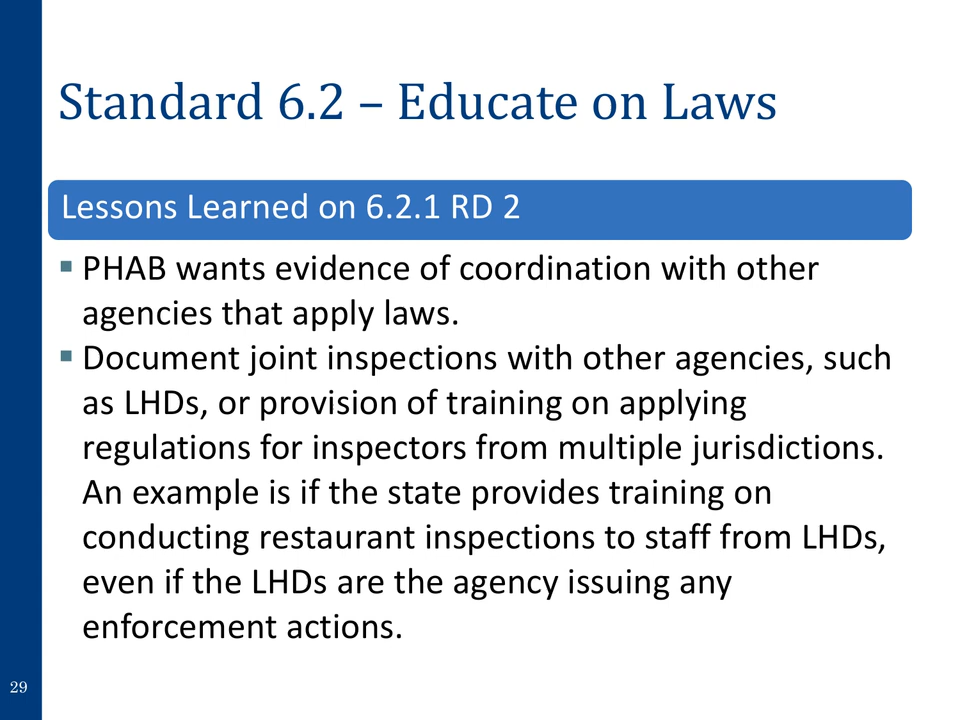 Standard 6.2 – Educate on Laws
Lessons Learned on 6.2.1 RD 2
▪ PHAB wants evidence of coordination with other
agencies that apply laws.
▪ Document joint inspections with other agencies, such
as LHDs, or provision of training on applying
regulations for inspectors from multiple jurisdictions.
An example is if the state provides training on
conducting restaurant inspections to staff from LHDs,
even if the LHDs are the agency issuing any
enforcement actions.
29